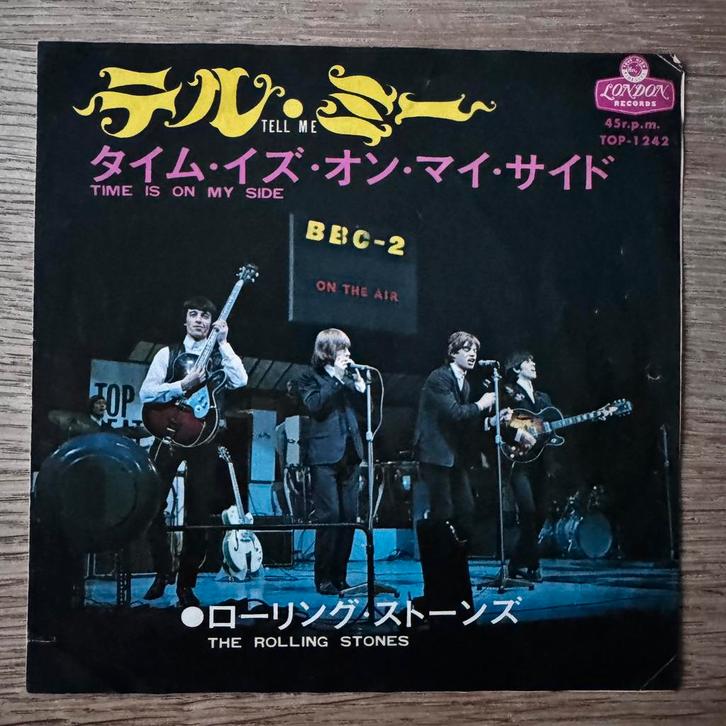 テル・ミー
TELL ME
LONDON
RECORDS
45r.p.m.
TOP-1242
タイム・イズ・オン・マイ・サイド
TIME IS ON MY SIDE
BBC-2
ON THE AIR
TOP
●ローリング・ストーンズ
THE ROLLING STONES